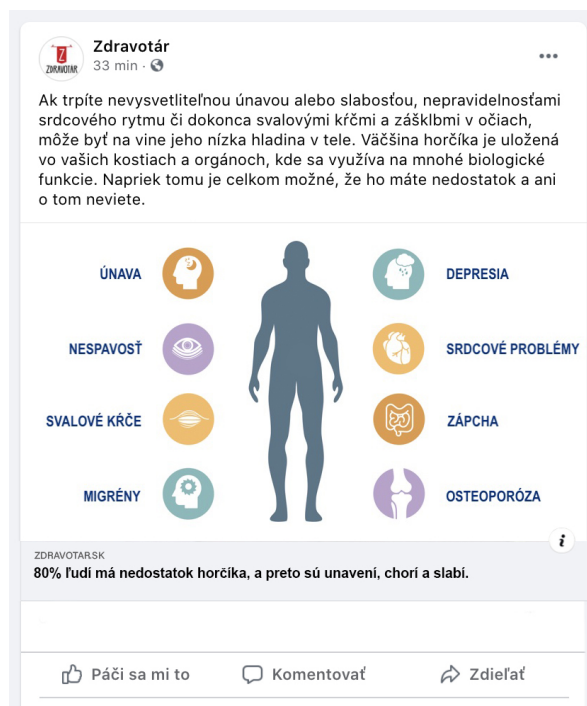 Zdravotár
33 min ·
Z
ZDRAVOTAR
Ak trpíte nevysvetliteľnou únavou alebo slabosťou, nepravidelnosťami
srdcového rytmu či dokonca svalovými kŕčmi a zášklbmi v očiach,
môže byť na vine jeho nízka hladina v tele. Väčšina horčíka je uložená
vo vašich kostiach a orgánoch, kde sa využíva na mnohé biologické
funkcie. Napriek tomu je celkom možné, že ho máte nedostatok a ani
o tom neviete.
ÚNAVA
DEPRESIA
NESPAVOSŤ
SRDCOVÉ PROBLÉMY
SVALOVÉ KŔČE
ZÁPCHA
MIGRÉNY
OSTEOPORÓZA
i
ZDRAVOTAR.SK
80% ľudí má nedostatok horčíka, a preto sú unavení, chorí a slabí.
Páči sa mi to
Komentovať
Zdieľať